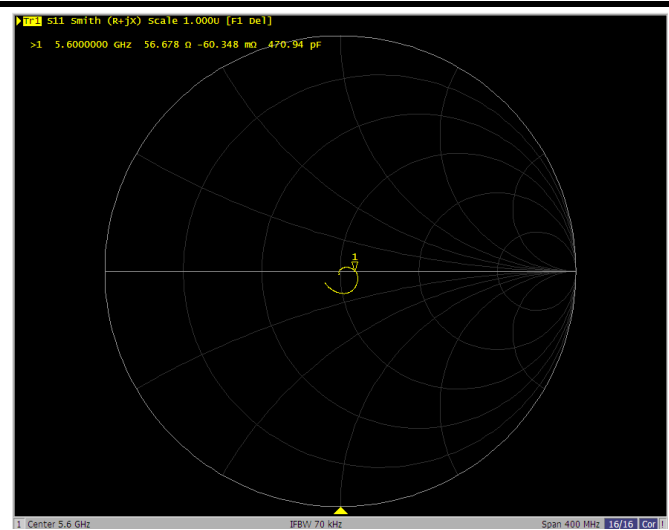 Tr1 S11 Smith (R+jX) Scale 1.000U [F1 Del]
>1 5.6000000 GHz 56.678 Ω -60.348 mΩ 470.94 pF
1
1 Center 5.6 GHz IFBW 70 kHz Span 400 MHz 16/16 Cor !